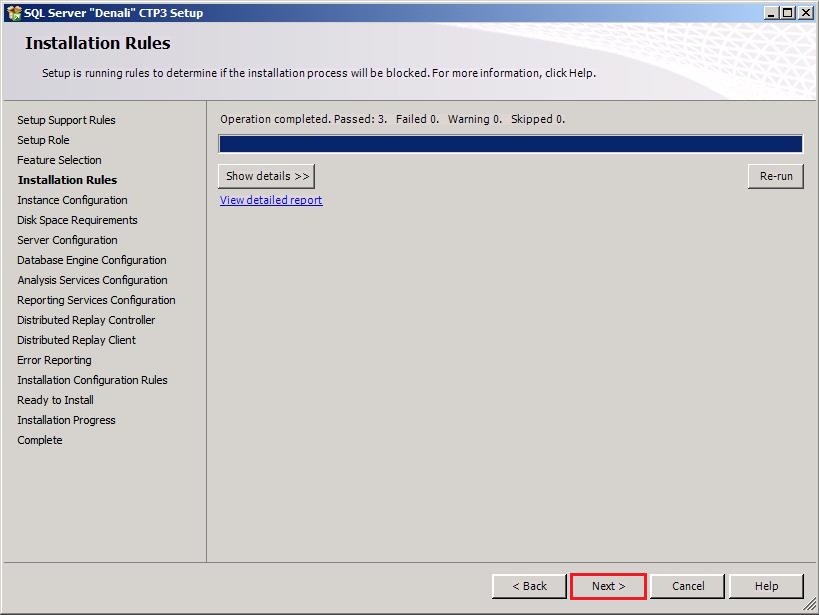 SQL Server "Denali" CTP3 Setup
Installation Rules
Setup is running rules to determine if the installation process will be blocked. For more information, click Help.
Setup Support Rules
Setup Role
Feature Selection
Installation Rules
Instance Configuration
Disk Space Requirements
Server Configuration
Database Engine Configuration
Analysis Services Configuration
Reporting Services Configuration
Distributed Replay Controller
Distributed Replay Client
Error Reporting
Installation Configuration Rules
Ready to Install
Installation Progress
Complete
Operation completed. Passed: 3. Failed 0. Warning 0. Skipped 0.
Show details >>
Re-run
View detailed report
< Back
Next >
Cancel
Help